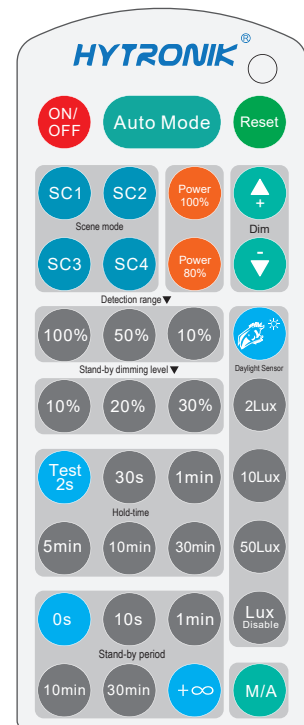 HYTRONIK®
ON/
OFF
Auto Mode
Reset
SC1 SC2 Power
100%
+
Scene mode
Dim
SC3 SC4 Power
80%
-
Detection range▼
100% 50% 10%
Stand-by dimming level▼
Daylight Sensor
10% 20% 30% 2Lux
Test
2s
30s 1min 10Lux
Hold-time
5min 10min 30min 50Lux
0s 10s 1min Lux
Disable
Stand-by period
10min 30min +∞ M/A